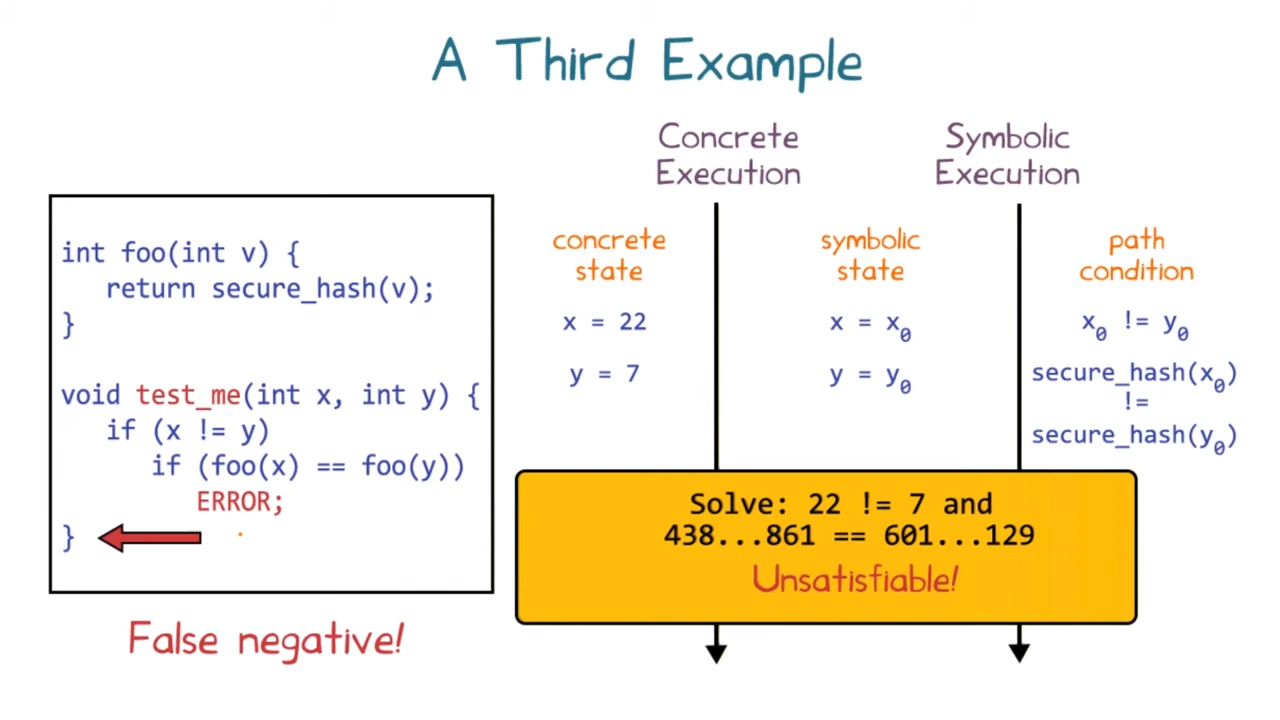 A Third Example
Concrete
Execution
Symbolic
Execution
int foo(int v) {
return secure_hash(v);
}
void test_me(int x, int y) {
if (x != y)
if (foo(x) == foo(y))
ERROR;
}
False negative!
concrete
state
x = 22
y = 7
symbolic
state
x = x₀
y = y₀
path
condition
x₀ != y₀
secure_hash(x₀)
!=
secure_hash(y₀)
Solve: 22 != 7 and
438...861 == 601...129
Unsatisfiable!